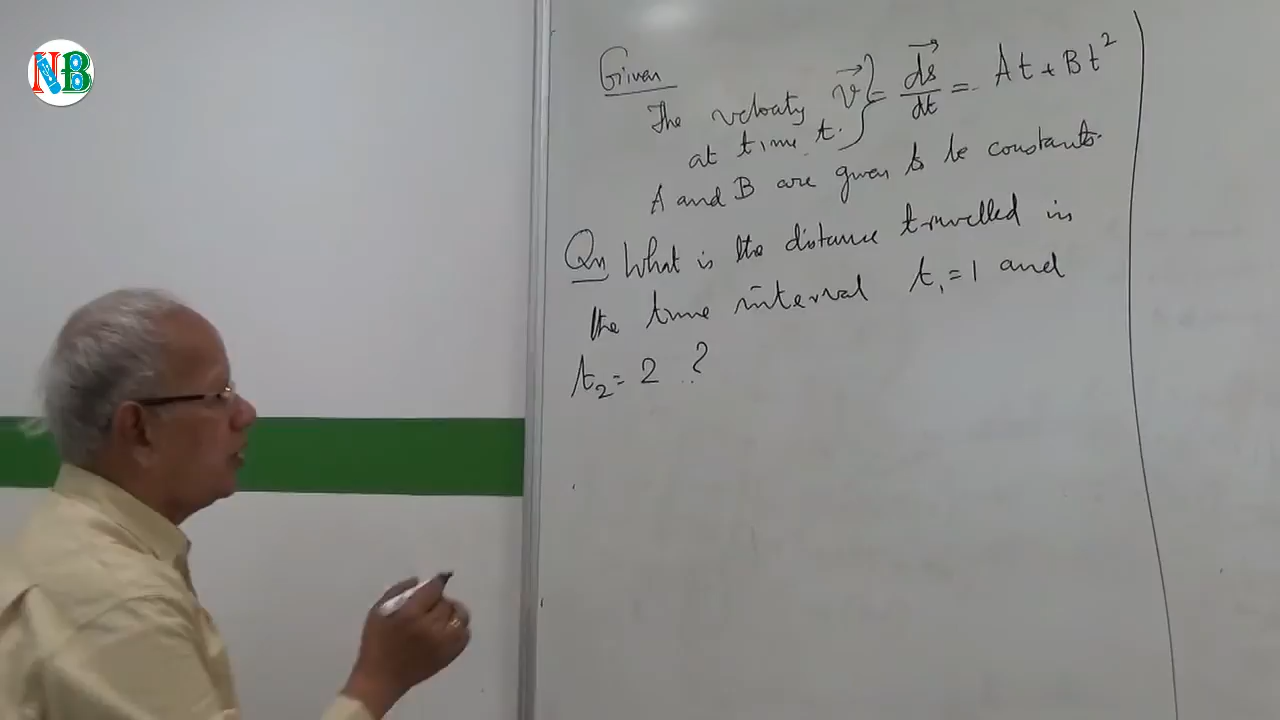 NB
Given
The velocity v⃗ } = d⃗s/dt = At + Bt²
at time t.
A and B are given to be constants.
Qn What is the distance travelled in
the time interval t₁ = 1 and
t₂ = 2 ?